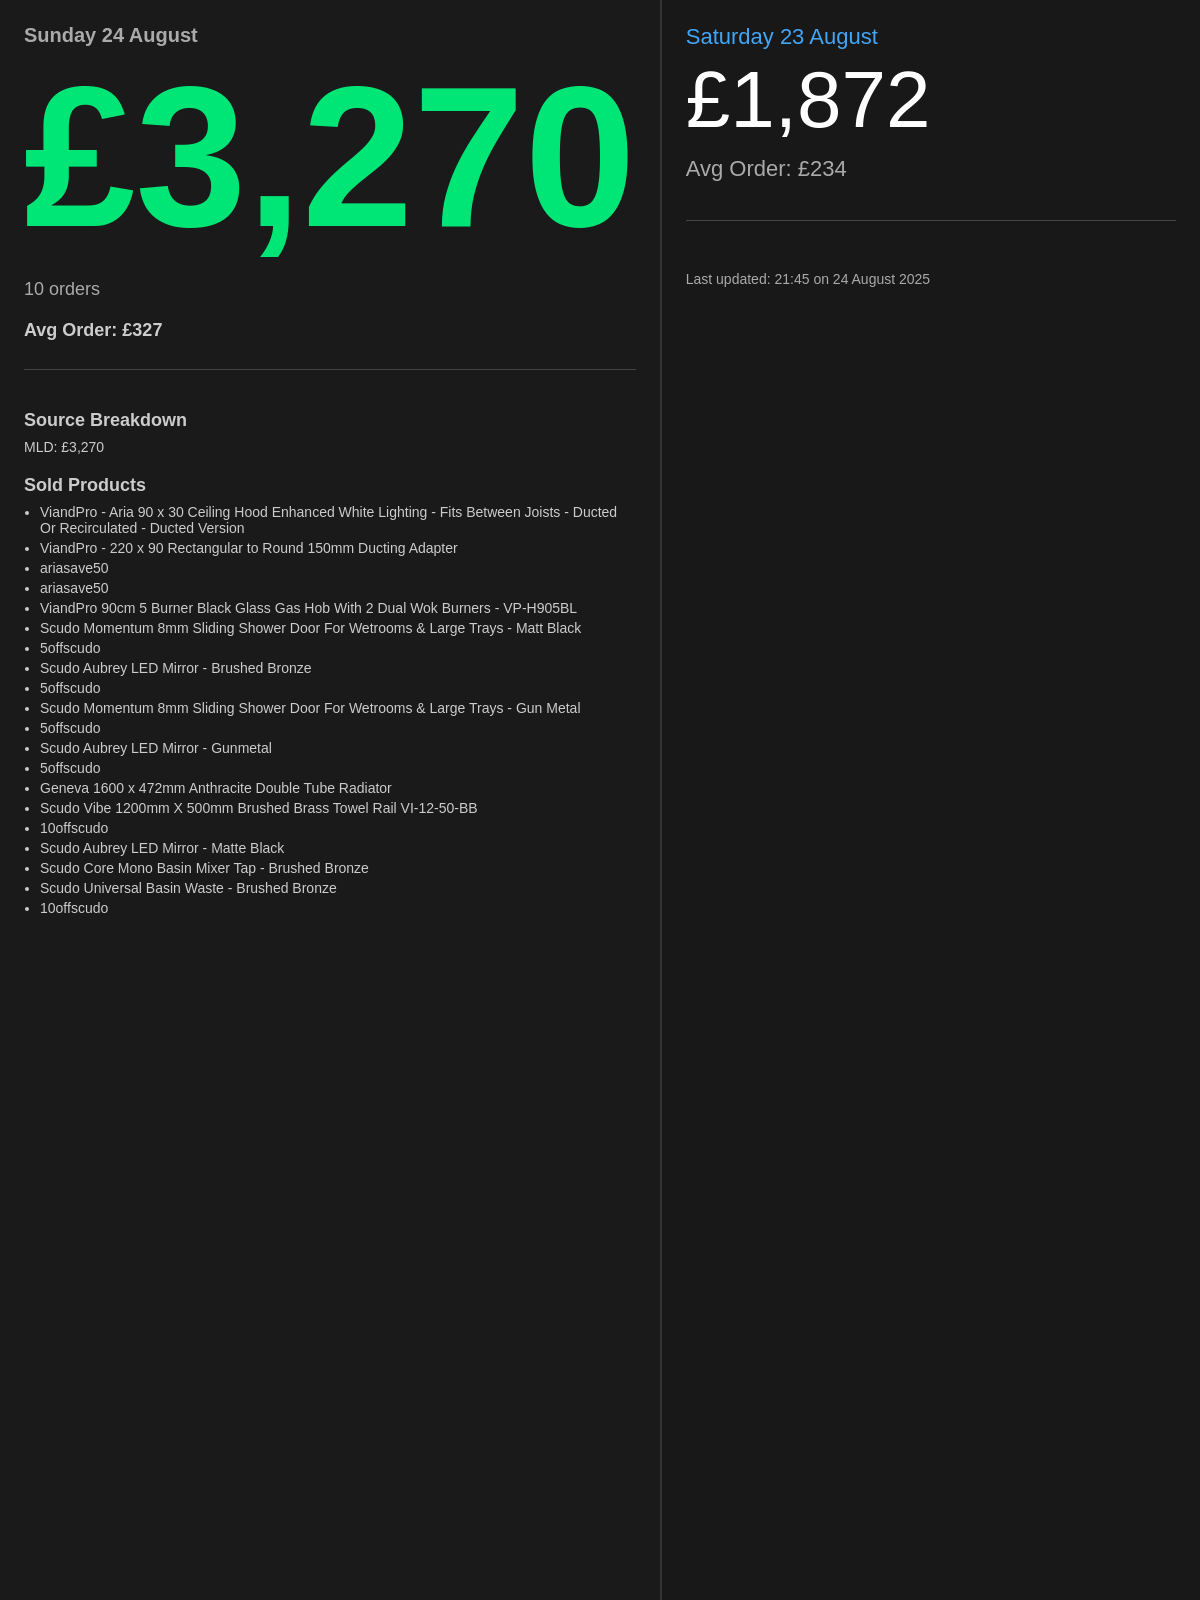 Sunday 24 August
£3,270
10 orders
Avg Order: £327
Source Breakdown
MLD: £3,270
Sold Products
• ViandPro - Aria 90 x 30 Ceiling Hood Enhanced White Lighting - Fits Between Joists - Ducted
Or Recirculated - Ducted Version
• ViandPro - 220 x 90 Rectangular to Round 150mm Ducting Adapter
• ariasave50
• ariasave50
• ViandPro 90cm 5 Burner Black Glass Gas Hob With 2 Dual Wok Burners - VP-H905BL
• Scudo Momentum 8mm Sliding Shower Door For Wetrooms & Large Trays - Matt Black
• 5offscudo
• Scudo Aubrey LED Mirror - Brushed Bronze
• 5offscudo
• Scudo Momentum 8mm Sliding Shower Door For Wetrooms & Large Trays - Gun Metal
• 5offscudo
• Scudo Aubrey LED Mirror - Gunmetal
• 5offscudo
• Geneva 1600 x 472mm Anthracite Double Tube Radiator
• Scudo Vibe 1200mm X 500mm Brushed Brass Towel Rail VI-12-50-BB
• 10offscudo
• Scudo Aubrey LED Mirror - Matte Black
• Scudo Core Mono Basin Mixer Tap - Brushed Bronze
• Scudo Universal Basin Waste - Brushed Bronze
• 10offscudo
Saturday 23 August
£1,872
Avg Order: £234
Last updated: 21:45 on 24 August 2025